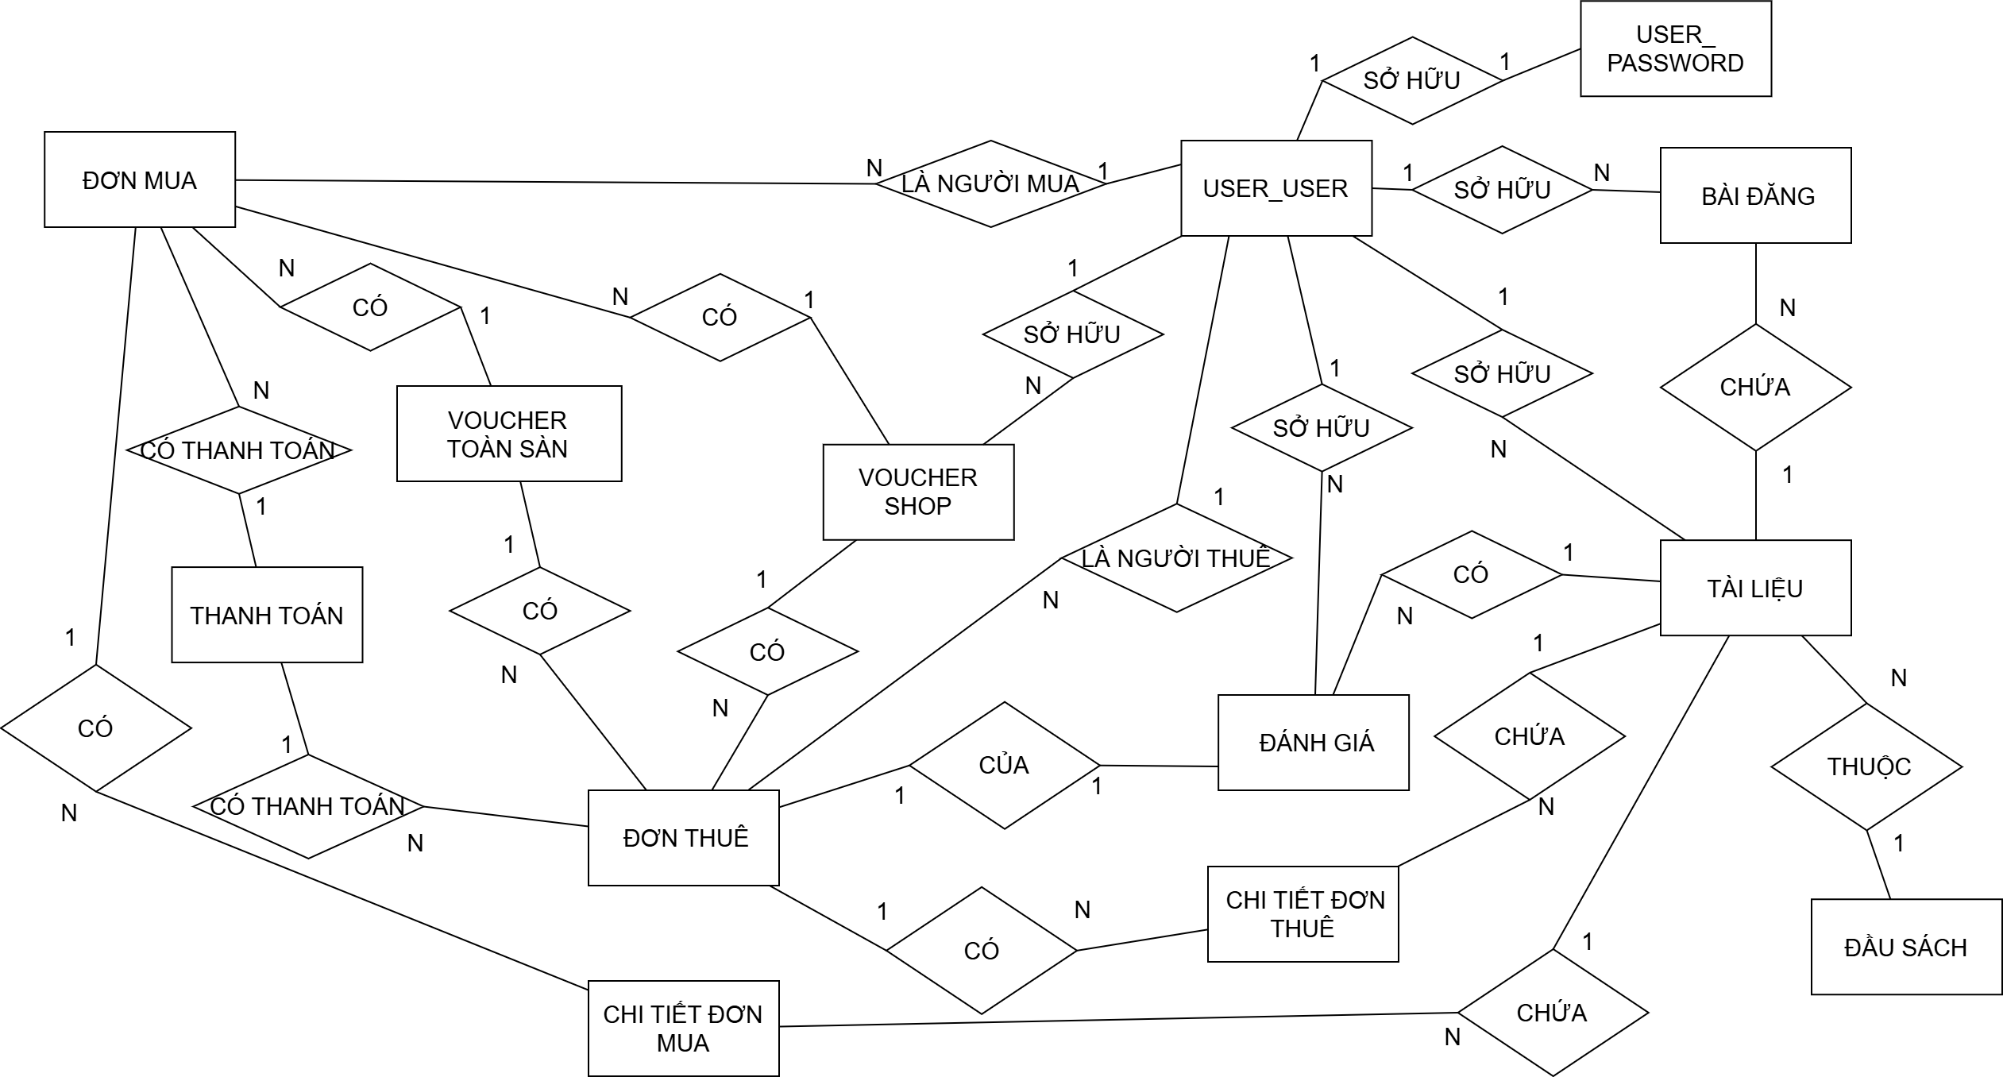 USER_
PASSWORD
1
SỞ HỮU
1
ĐƠN MUA
N
LÀ NGƯỜI MUA
1
USER_USER
1
SỞ HỮU
N
BÀI ĐĂNG
N
CÓ
1
N
CÓ
1
1
SỞ HỮU
N
1
SỞ HỮU
N
1
SỞ HỮU
N
N
CHỨA
1
N
CÓ THANH TOÁN
1
VOUCHER
TOÀN SÀN
VOUCHER
SHOP
1
LÀ NGƯỜI THUÊ
N
1
CÓ
N
1
CÓ
N
N
CÓ
1
TÀI LIỆU
THANH TOÁN
1
CÓ
N
1
CÓ THANH TOÁN
N
ĐƠN THUÊ
1
CỦA
1
ĐÁNH GIÁ
1
CHỨA
N
N
THUỘC
1
1
CÓ
N
CHI TIẾT ĐƠN
THUÊ
ĐẦU SÁCH
CHI TIẾT ĐƠN
MUA
1
CHỨA
N